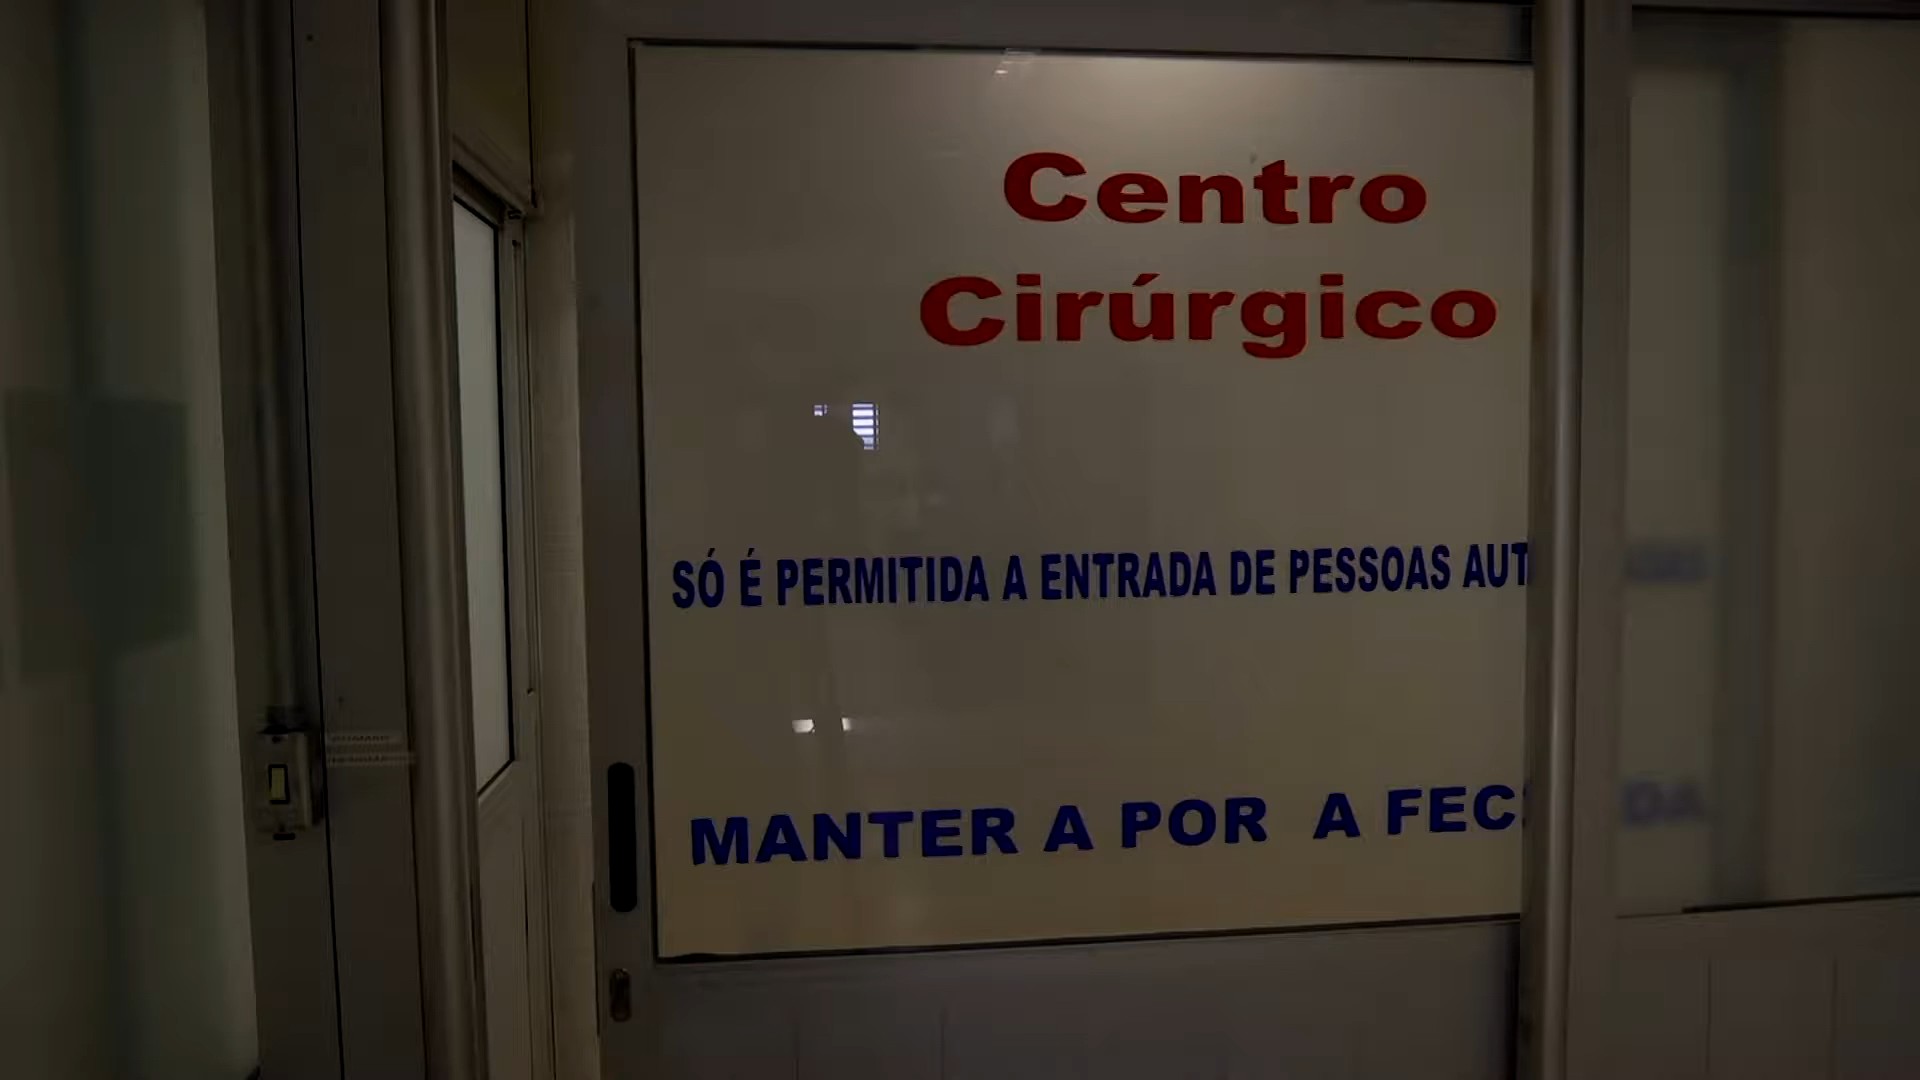 Centro
Cirúrgico
SÓ É PERMITIDA A ENTRADA DE PESSOAS AUT
MANTER A POR A FEC